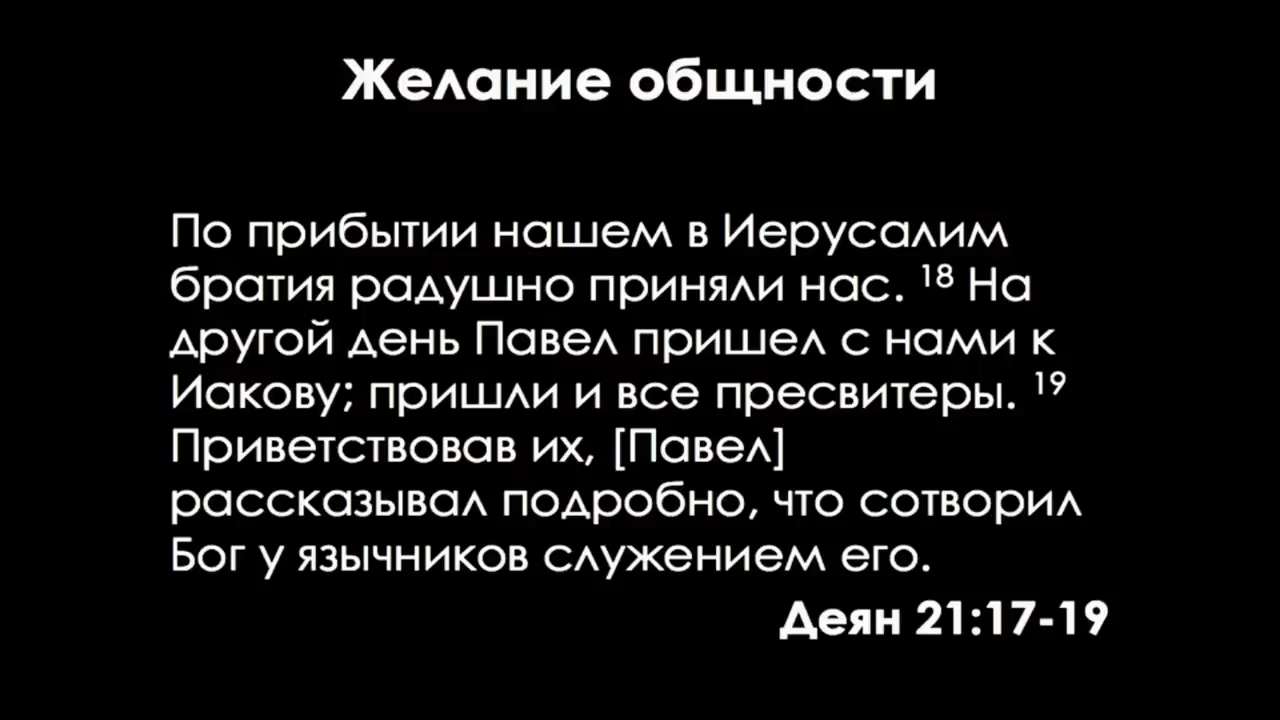 Желание общности
По прибытии нашем в Иерусалим
братия радушно приняли нас. ¹⁸ На
другой день Павел пришел с нами к
Иакову; пришли и все пресвитеры. ¹⁹
Приветствовав их, [Павел]
рассказывал подробно, что сотворил
Бог у язычников служением его.
Деян 21:17-19